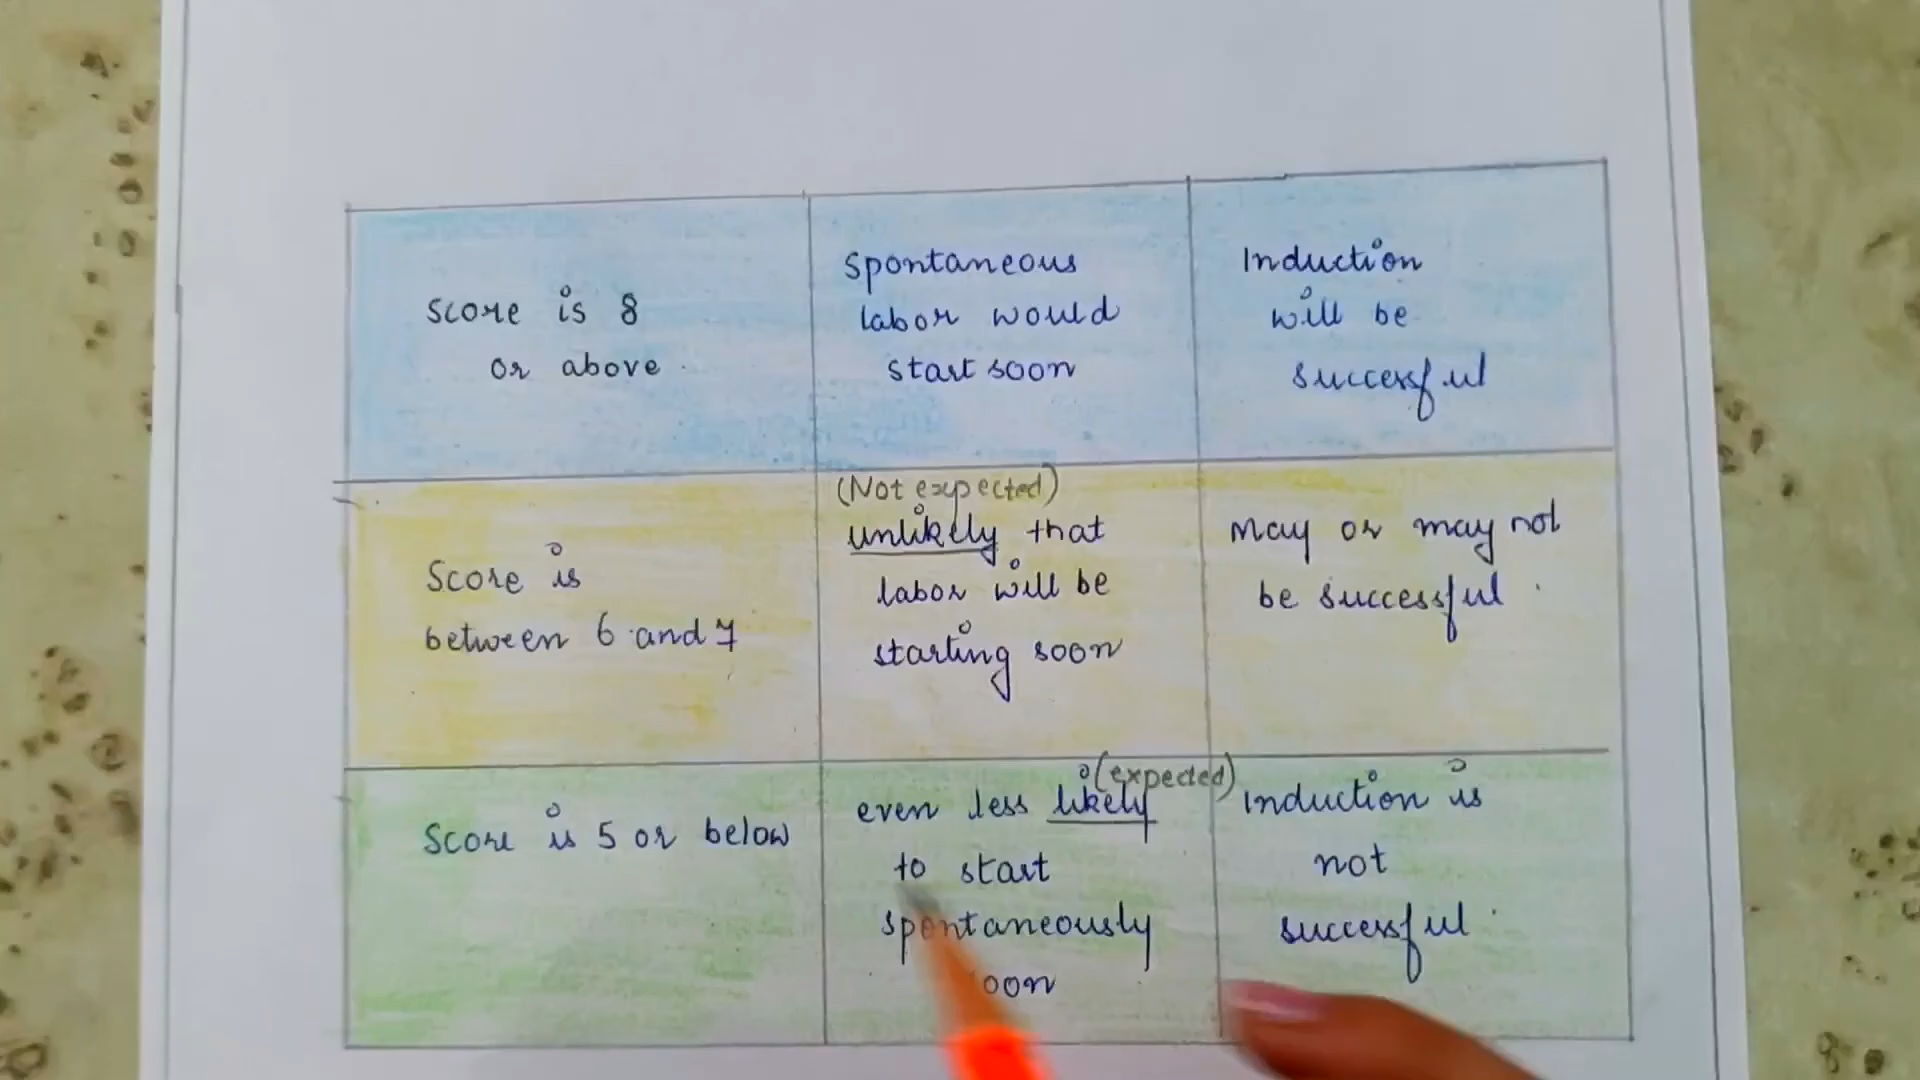 Score is 8
or above.
Spontaneous
labor would
start soon
Induction
will be
successful
Score is
between 6 and 7
(Not expected)
unlikely that
labor will be
starting soon
May or may not
be successful.
Score is 5 or below
(expected)
even less likely
to start
spontaneously
oon
Induction is
not
successful.